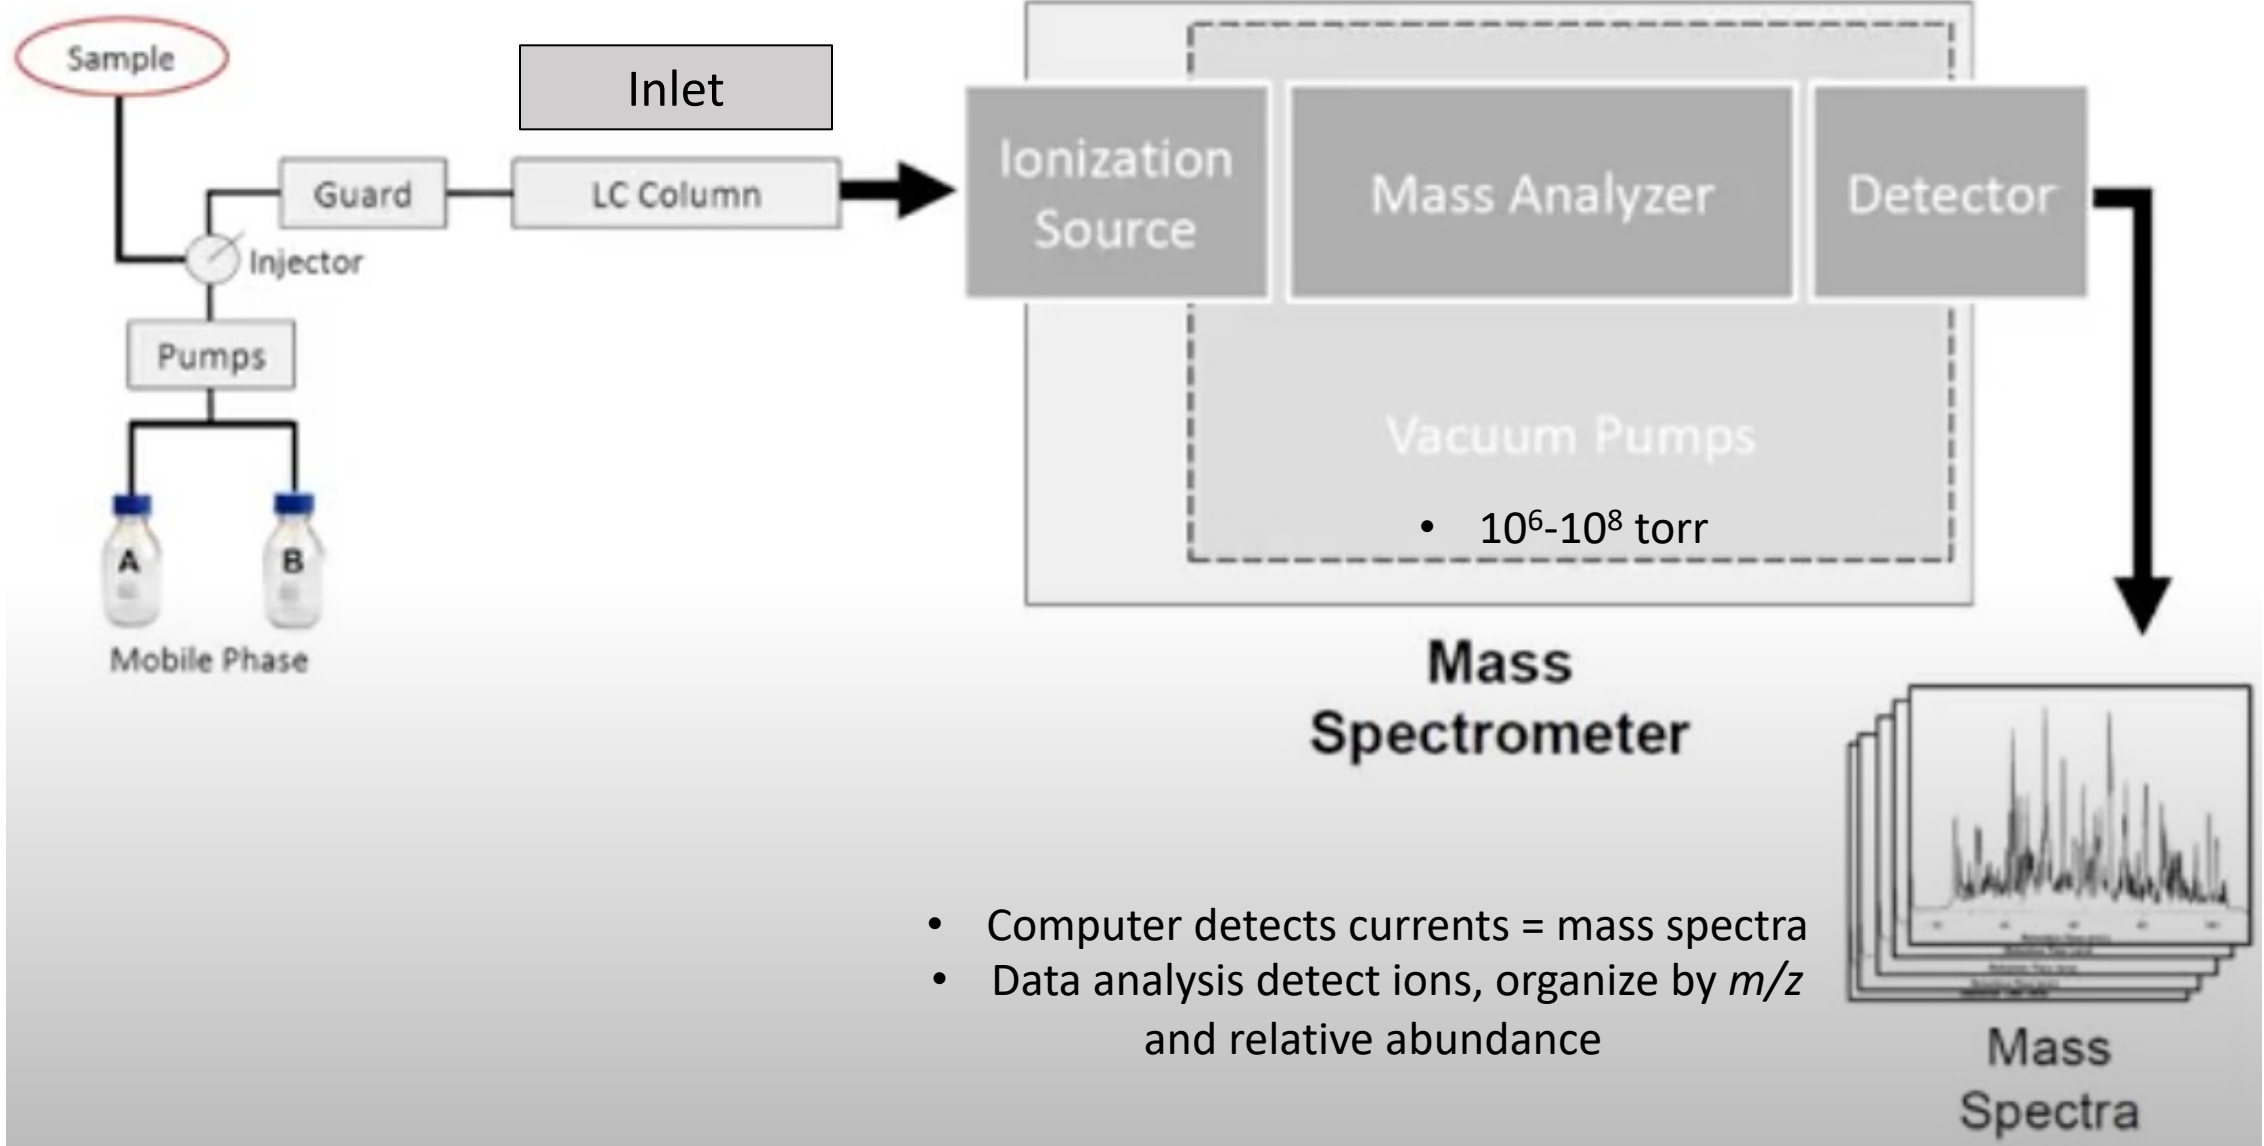 Sample
Inlet
Guard
LC Column
Injector
Pumps
A
B
Mobile Phase
Ionization
Source
Mass Analyzer
Detector
Vacuum Pumps
• 10⁶-10⁸ torr
Mass
Spectrometer
• Computer detects currents = mass spectra
• Data analysis detect ions, organize by m/z
and relative abundance
Mass
Spectra